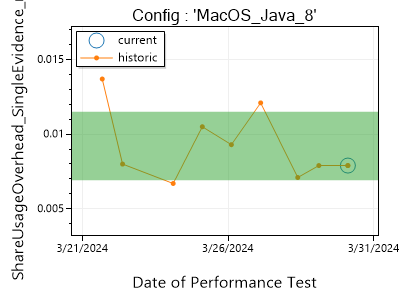 Config : 'MacOS_Java_8'
current
historic
ShareUsageOverhead_SingleEvidence_
0.015
0.01
0.005
3/21/2024
3/26/2024
3/31/2024
Date of Performance Test